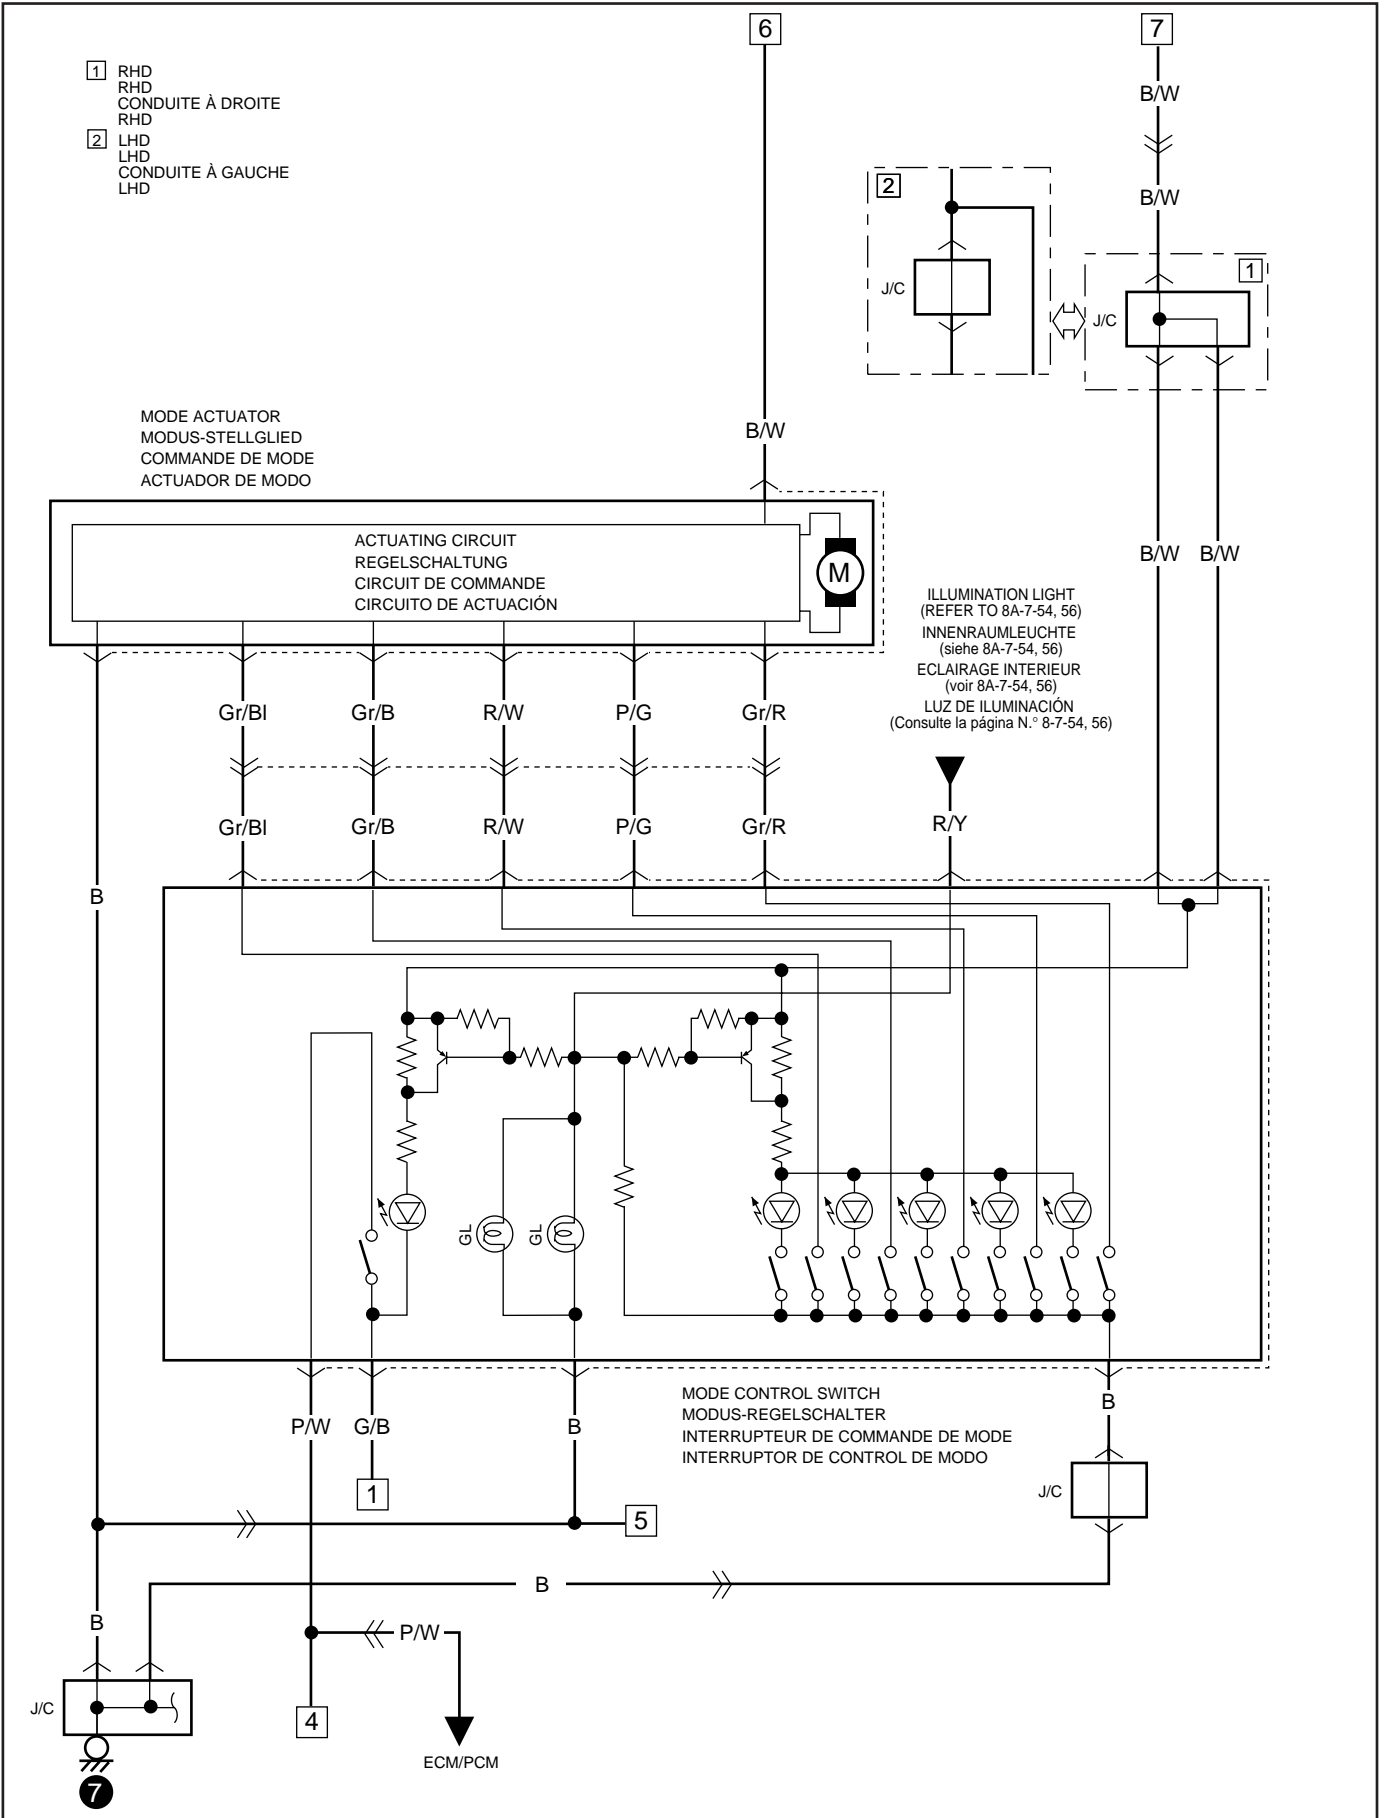 6
7
1 RHD
RHD
CONDUITE À DROITE
RHD
2 LHD
LHD
CONDUITE À GAUCHE
LHD
B/W
B/W
2
J/C
1
J/C
B/W
MODE ACTUATOR
MODUS-STELLGLIED
COMMANDE DE MODE
ACTUADOR DE MODO
ACTUATING CIRCUIT
REGELSCHALTUNG
CIRCUIT DE COMMANDE
CIRCUITO DE ACTUACIÓN
M
B/W B/W
ILLUMINATION LIGHT
(REFER TO 8A-7-54, 56)
INNENRAUMLEUCHTE
(siehe 8A-7-54, 56)
ECLAIRAGE INTERIEUR
(voir 8A-7-54, 56)
LUZ DE ILUMINACIÓN
(Consulte la página N.° 8-7-54, 56)
Gr/Bl Gr/B R/W P/G Gr/R
Gr/Bl Gr/B R/W P/G Gr/R R/Y
B
GL GL
MODE CONTROL SWITCH
MODUS-REGELSCHALTER
INTERRUPTEUR DE COMMANDE DE MODE
INTERRUPTOR DE CONTROL DE MODO
P/W G/B B B
1
J/C
5
B
B
P/W
J/C
4
ECM/PCM
7